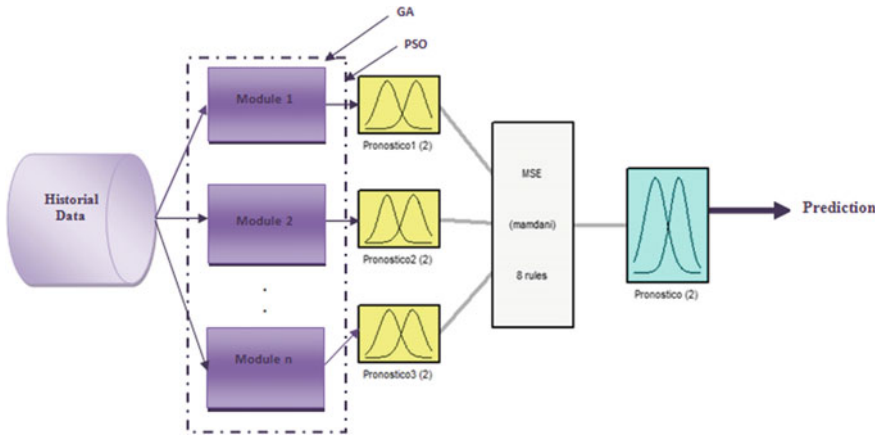 GA
PSO
Module 1
Pronostico1 (2)
Historial
Data
Module 2
Pronostico2 (2)
.
.
Module n
Pronostico3 (2)
MSE
(mamdani)
8 rules
Pronostico (2)
Prediction